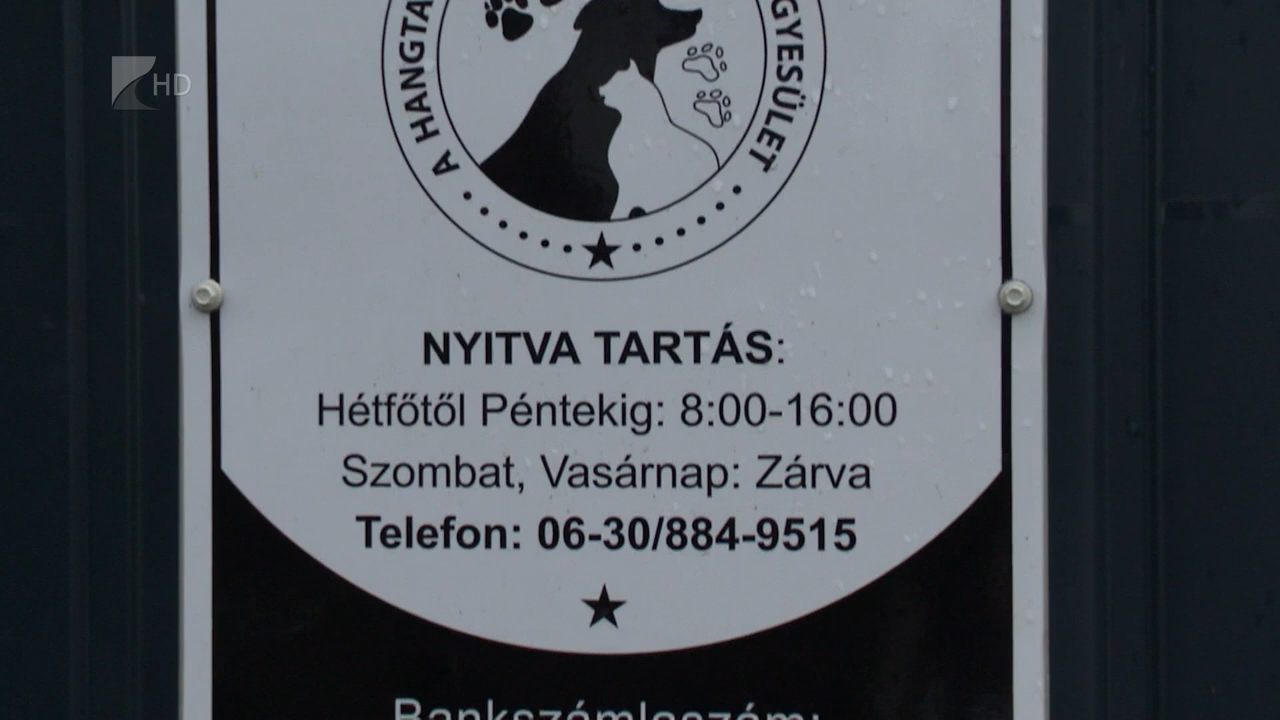 HD
A HANGTA
GYESÜLET
NYITVA TARTÁS:
Hétfőtől Péntekig: 8:00-16:00
Szombat, Vasárnap: Zárva
Telefon: 06-30/884-9515
Bankszámlaszám: